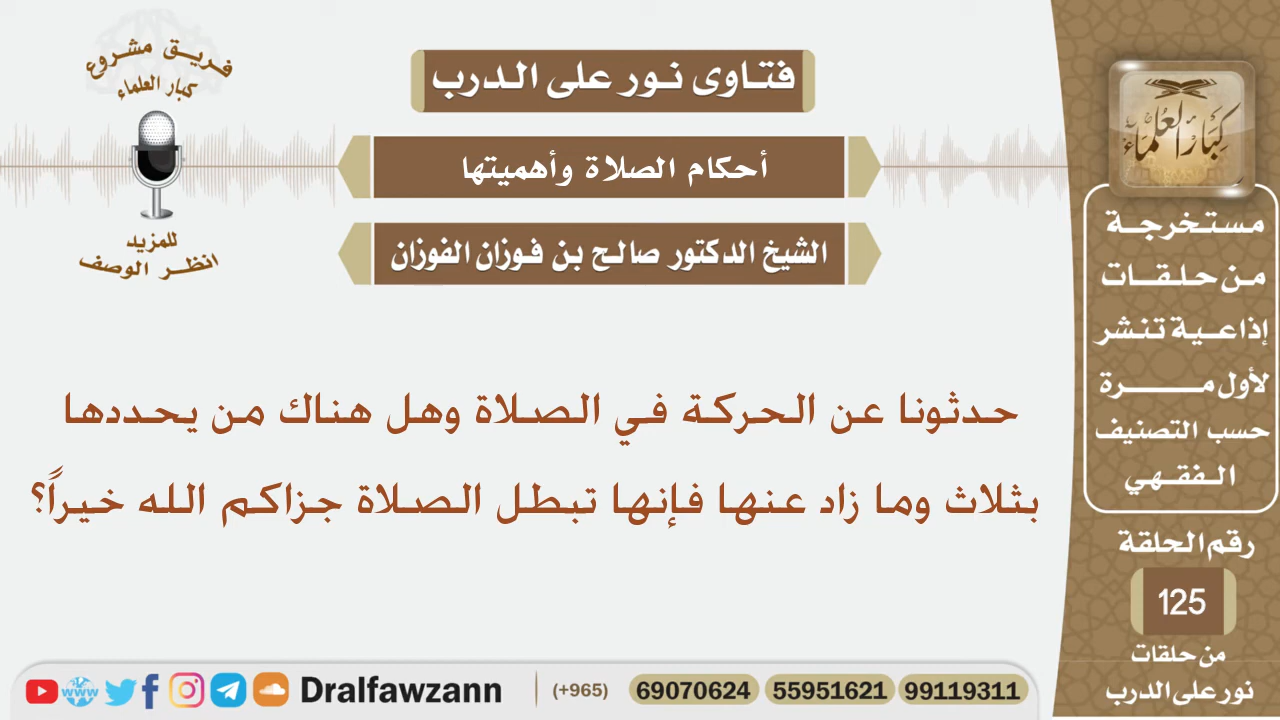 فريق مشروع
كبار العلماء
للمزيد
انظر الوصف
فتاوى نور على الدرب
أحكام الصلاة وأهميتها
الشيخ الدكتور صالح بن فوزان الفوزان
حدثونا عن الحركة في الصلاة وهل هناك من يحددها
بثلاث وما زاد عنها فإنها تبطل الصلاة جزاكم الله خيراً؟
كبار العلماء
مستخرجة
من حلقات
إذاعية تنشر
لأول مرة
حسب التصنيف
الفقهي
رقم الحلقة
125
من حلقات
نور على الدرب
www
Dralfawzann
(+965) 69070624 55951621 99119311